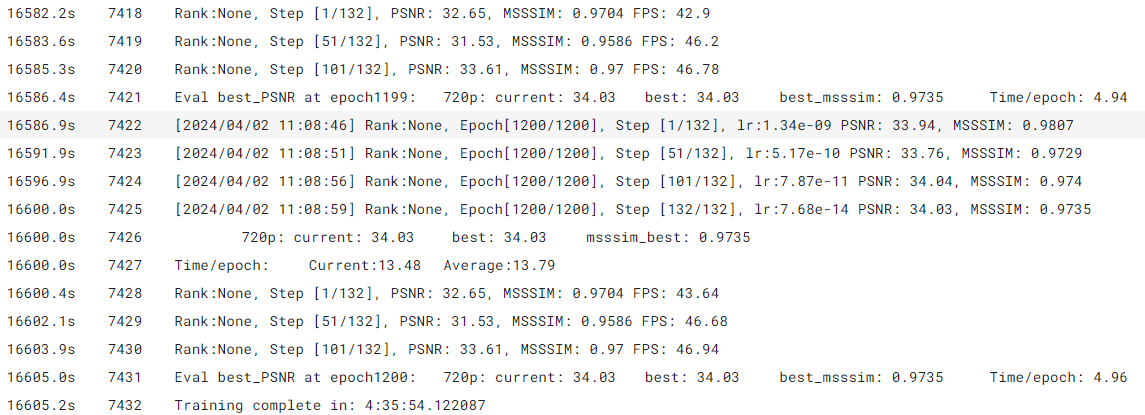 16582.2s 7418 Rank:None, Step [1/132], PSNR: 32.65, MSSSIM: 0.9704 FPS: 42.9
16583.6s 7419 Rank:None, Step [51/132], PSNR: 31.53, MSSSIM: 0.9586 FPS: 46.2
16585.3s 7420 Rank:None, Step [101/132], PSNR: 33.61, MSSSIM: 0.97 FPS: 46.78
16586.4s 7421 Eval best_PSNR at epoch1199: 720p: current: 34.03 best: 34.03 best_msssim: 0.9735 Time/epoch: 4.94
16586.9s 7422 [2024/04/02 11:08:46] Rank:None, Epoch[1200/1200], Step [1/132], lr:1.34e-09 PSNR: 33.94, MSSSIM: 0.9807
16591.9s 7423 [2024/04/02 11:08:51] Rank:None, Epoch[1200/1200], Step [51/132], lr:5.17e-10 PSNR: 33.76, MSSSIM: 0.9729
16596.9s 7424 [2024/04/02 11:08:56] Rank:None, Epoch[1200/1200], Step [101/132], lr:7.87e-11 PSNR: 34.04, MSSSIM: 0.974
16600.0s 7425 [2024/04/02 11:08:59] Rank:None, Epoch[1200/1200], Step [132/132], lr:7.68e-14 PSNR: 34.03, MSSSIM: 0.9735
16600.0s 7426 720p: current: 34.03 best: 34.03 msssim_best: 0.9735
16600.0s 7427 Time/epoch: Current:13.48 Average:13.79
16600.4s 7428 Rank:None, Step [1/132], PSNR: 32.65, MSSSIM: 0.9704 FPS: 43.64
16602.1s 7429 Rank:None, Step [51/132], PSNR: 31.53, MSSSIM: 0.9586 FPS: 46.68
16603.9s 7430 Rank:None, Step [101/132], PSNR: 33.61, MSSSIM: 0.97 FPS: 46.94
16605.0s 7431 Eval best_PSNR at epoch1200: 720p: current: 34.03 best: 34.03 best_msssim: 0.9735 Time/epoch: 4.96
16605.2s 7432 Training complete in: 4:35:54.122087